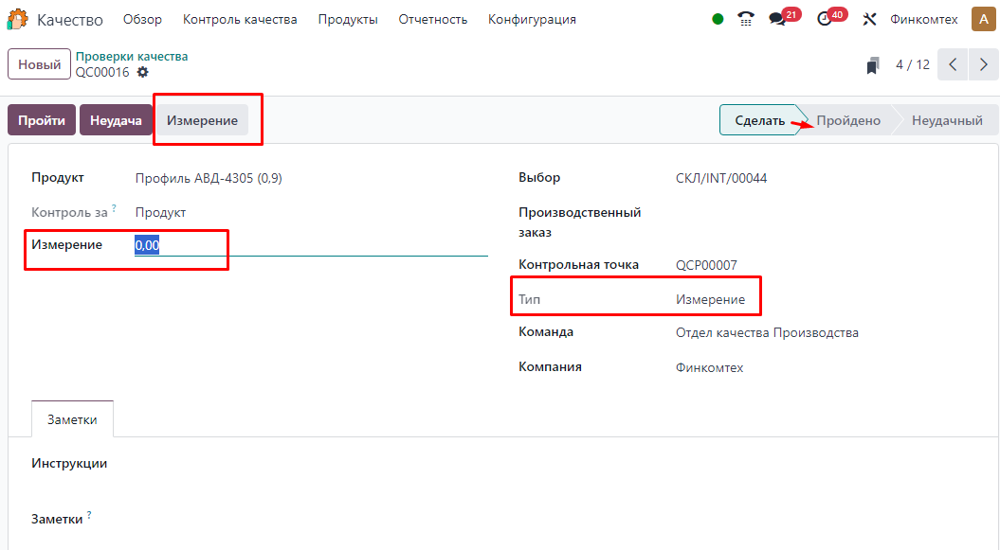 Качество Обзор Контроль качества Продукты Отчетность Конфигурация 21 40 Финкомтех А
Новый Проверки качества 4 / 12
QC00016
Пройти Неудача Измерение Сделать Пройдено Неудачный
Продукт Профиль АВД-4305 (0,9)
Контроль за ? Продукт
Измерение 0,00
Выбор СКЛ/INT/00044
Производственный
заказ
Контрольная точка QCP00007
Тип Измерение
Команда Отдел качества Производства
Компания Финкомтех
Заметки
Инструкции
Заметки ?